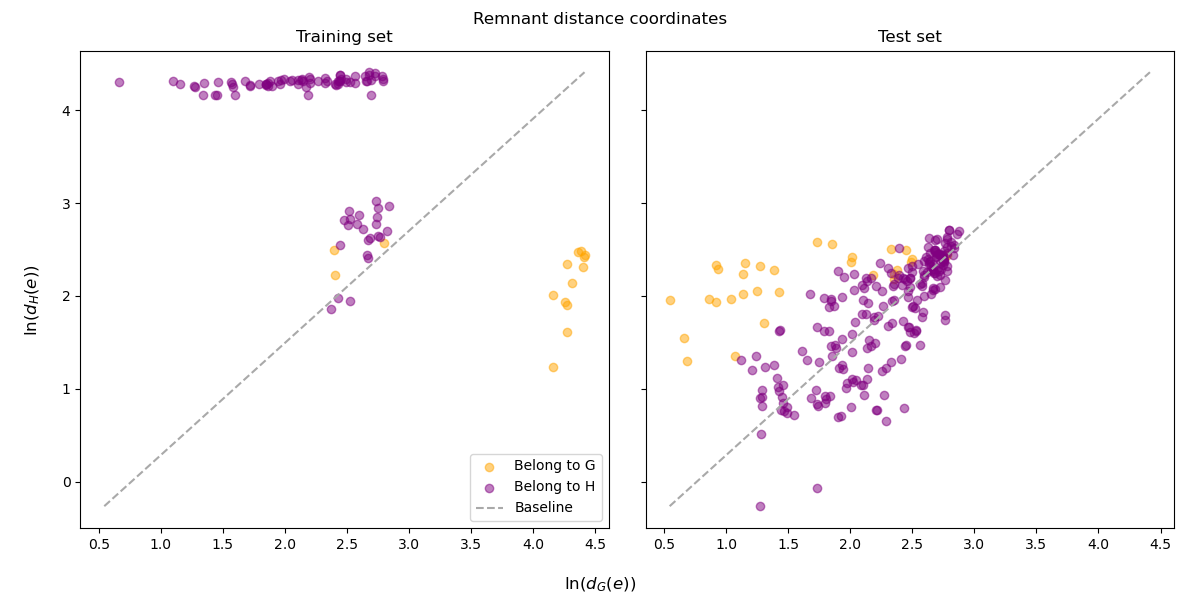 Remnant distance coordinates
Training set
Test set
ln(d_H(e))
4
3
2
1
0
Belong to G
Belong to H
Baseline
0.5 1.0 1.5 2.0 2.5 3.0 3.5 4.0 4.5
0.5 1.0 1.5 2.0 2.5 3.0 3.5 4.0 4.5
ln(d_G(e))